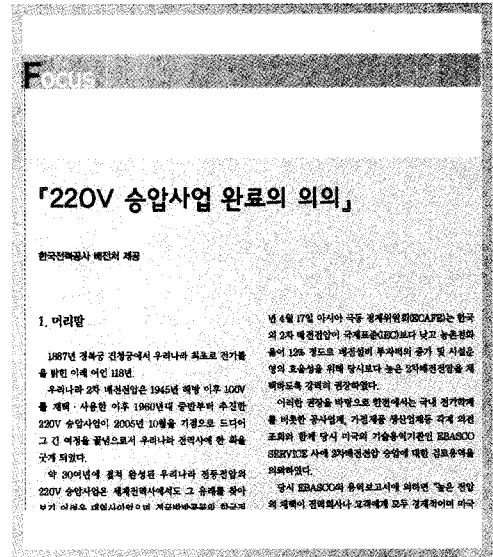 Focus
『220V 승압사업 완료의 의의』
한국전력공사 배전처 제공
1. 머리말
1887년 경복궁 건청궁에서 우리나라 최초로 전기불
을 밝힌 이래 어언 118년.
우리나라 2차 배전전압은 1945년 해방 이후 100V
를 채택·사용한 이후 1960년대 중반부터 추진한
220V 승압사업이 2005년 10월을 기점으로 드디어
그 긴 여정을 끝냄으로서 우리나라 전력사에 한 획을
긋게 되었다.
약 30여년에 걸쳐 완성된 우리나라 전등전압의
220V 승압사업은 세계전력사에서도 그 유래를 찾아
보기 어려운 대역사이었으며
년 4월 17일 아시아 극동 경제위원회(ECAFE)는 한국
의 2차 배전전압이 국제표준(IEC)보다 낮고 농촌전화
율이 12% 정도로 배전설비 투자비의 증가 및 시설운
영의 효율성을 위해 당시보다 높은 2차배전전압을 채
택하도록 강력히 권장하였다.
이러한 권장을 바탕으로 한전에서는 국내 전기학계
를 비롯한 공사업계, 가전제품 생산업체등 각계 의견
조회와 함께 당시 미국의 기술용역기관인 EBASCO
SERVICE 사에 2차배전전압 승압에 대한 검토용역을
의뢰하였다.
당시 EBASCO의 용역보고서에 의하면 "높은 전압
의 채택이 전력회사나 고객에게 모두 경제적이며 미국